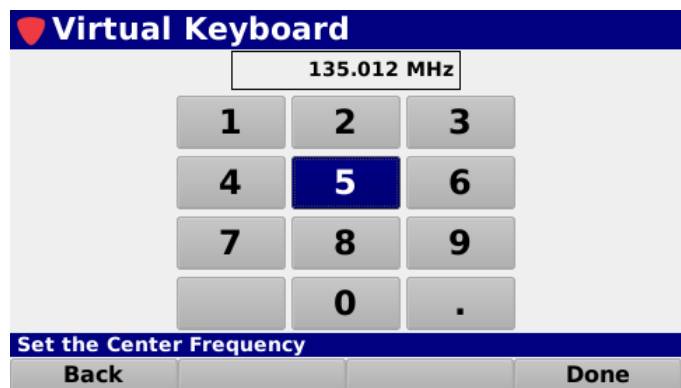 Virtual Keyboard
135.012 MHz
1 2 3
4 5 6
7 8 9
0 .
Set the Center Frequency
Back Done